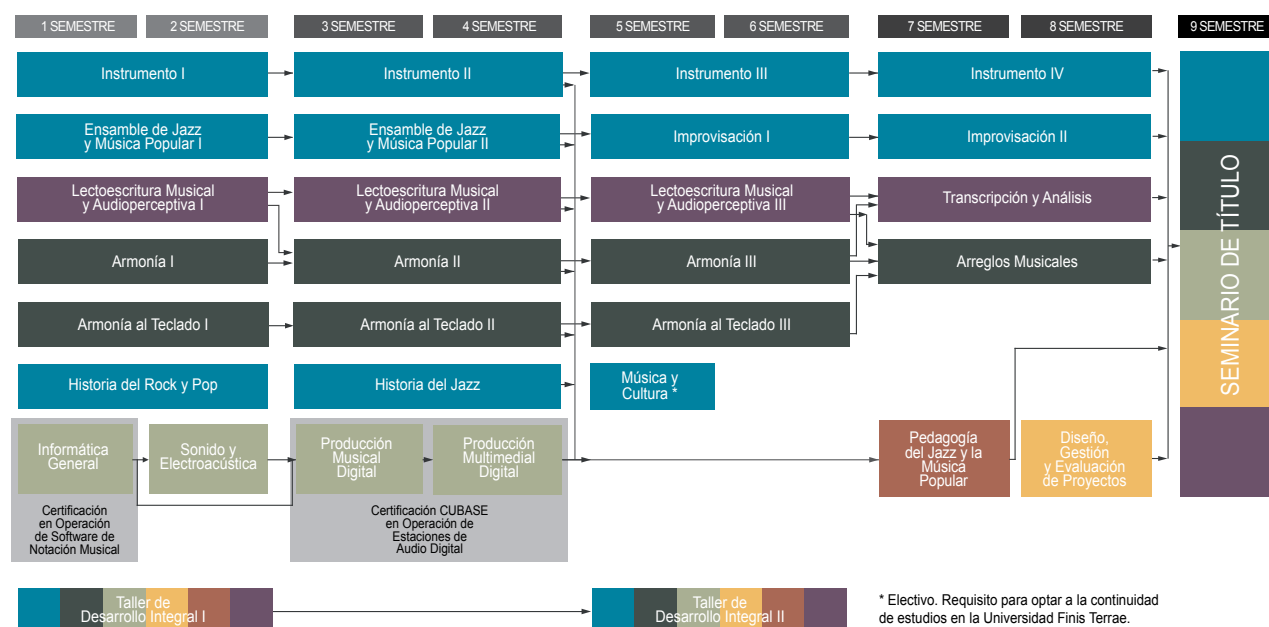 1 SEMESTRE
2 SEMESTRE
3 SEMESTRE
4 SEMESTRE
5 SEMESTRE
6 SEMESTRE
7 SEMESTRE
8 SEMESTRE
9 SEMESTRE
Instrumento I
Instrumento II
Instrumento III
Instrumento IV
Ensamble de Jazz
y Música Popular I
Ensamble de Jazz
y Música Popular II
Improvisación I
Improvisación II
Lectoescritura Musical
y Audioperceptiva I
Lectoescritura Musical
y Audioperceptiva II
Lectoescritura Musical
y Audioperceptiva III
Transcripción y Análisis
Armonía I
Armonía II
Armonía III
Arreglos Musicales
Armonía al Teclado I
Armonía al Teclado II
Armonía al Teclado III
Historia del Rock y Pop
Historia del Jazz
Música y
Cultura *
Informática
General
Sonido y
Electroacústica
Producción
Musical
Digital
Producción
Multimedial
Digital
Pedagogía
del Jazz y la
Música
Popular
Diseño,
Gestión
y Evaluación
de Proyectos
SEMINARIO DE TÍTULO
Certificación
en Operación
de Software de
Notación Musical
Certificación CUBASE
en Operación de
Estaciones de
Audio Digital
Taller de
Desarrollo Integral I
Taller de
Desarrollo Integral II
* Electivo. Requisito para optar a la continuidad
de estudios en la Universidad Finis Terrae.